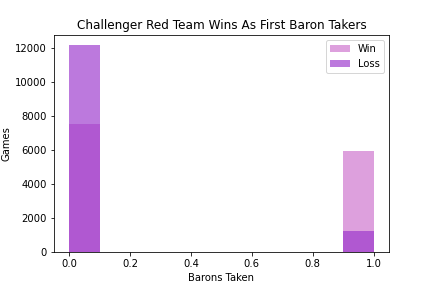 Challenger Red Team Wins As First Baron Takers
12000
10000
8000
6000
4000
2000
0
Games
Win
Loss
0.0 0.2 0.4 0.6 0.8 1.0
Barons Taken